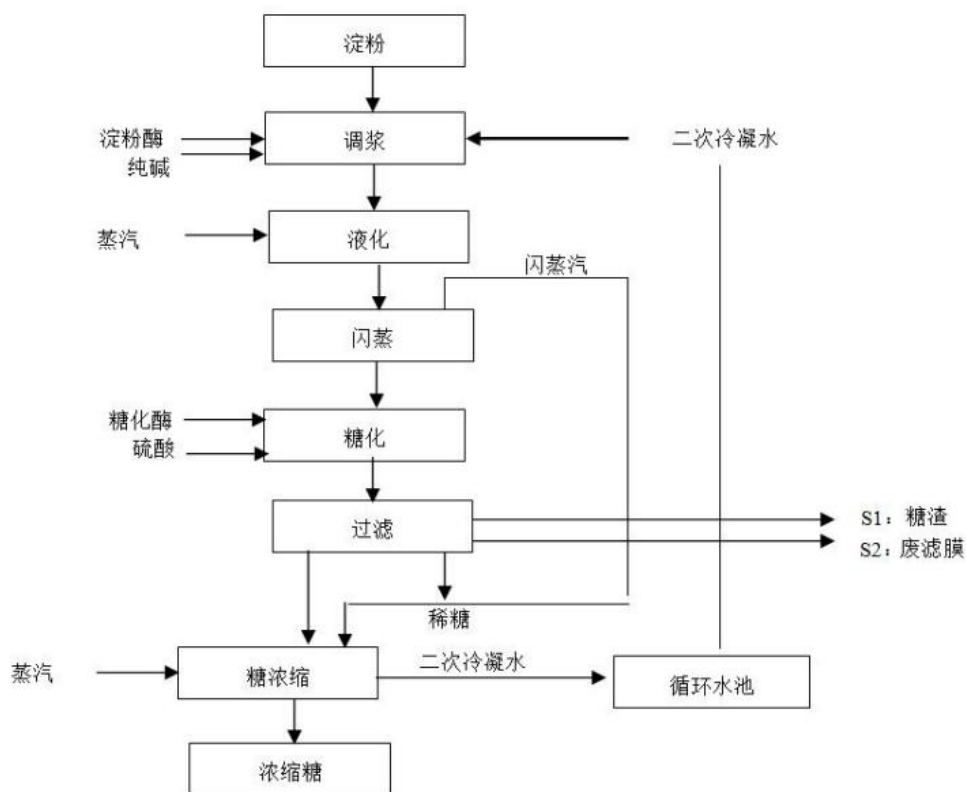 淀粉
淀粉酶
纯碱
调浆
二次冷凝水
蒸汽
液化
闪蒸汽
闪蒸
糖化酶
硫酸
糖化
过滤
S1：糖渣
S2：废滤膜
稀糖
蒸汽
糖浓缩
二次冷凝水
循环水池
浓缩糖